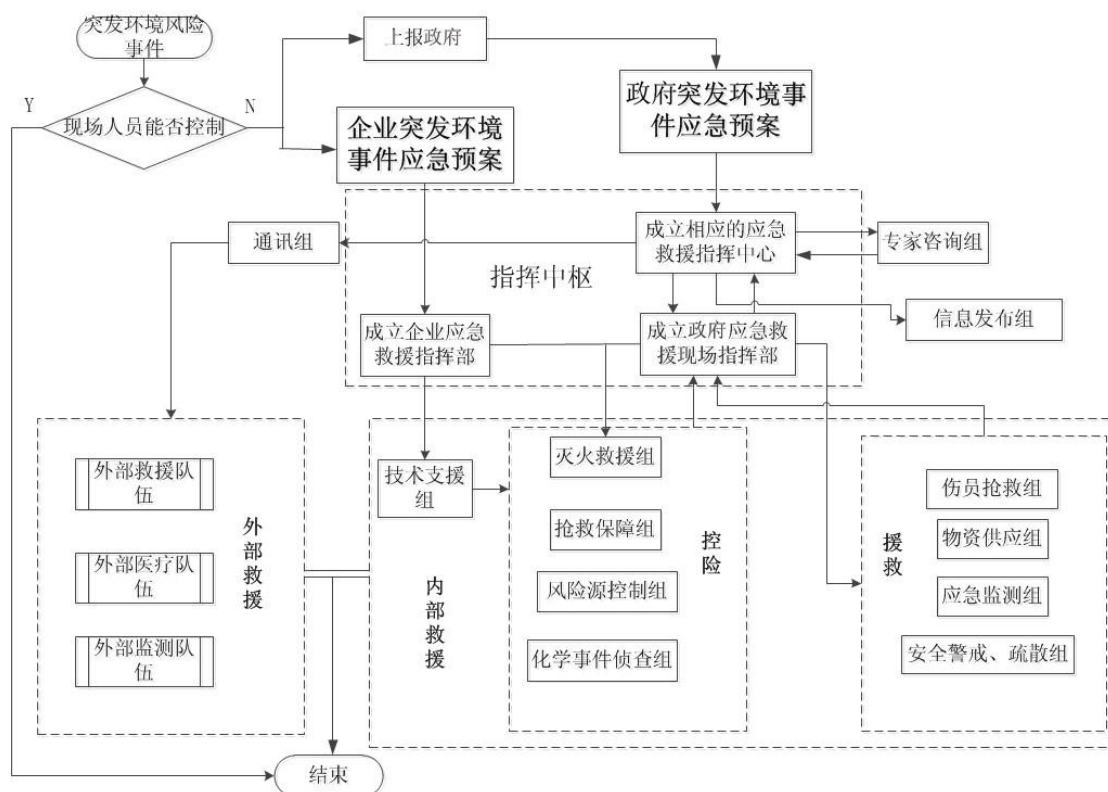 突发环境风险
事件
上报政府
Y
N
现场人员能否控制
政府突发环境事
件应急预案
企业突发环境
事件应急预案
通讯组
成立相应的应急
救援指挥中心
专家咨询组
指挥中枢
信息发布组
成立企业应急
救援指挥部
成立政府应急救
援现场指挥部
外部救援队
伍
外部医疗队
伍
外部监测队
伍
外部救援
技术支援
组
内部救援
灭火救援组
抢救保障组
风险源控制组
化学事件侦查组
控险
援救
伤员抢救组
物资供应组
应急监测组
安全警戒、疏散组
结束